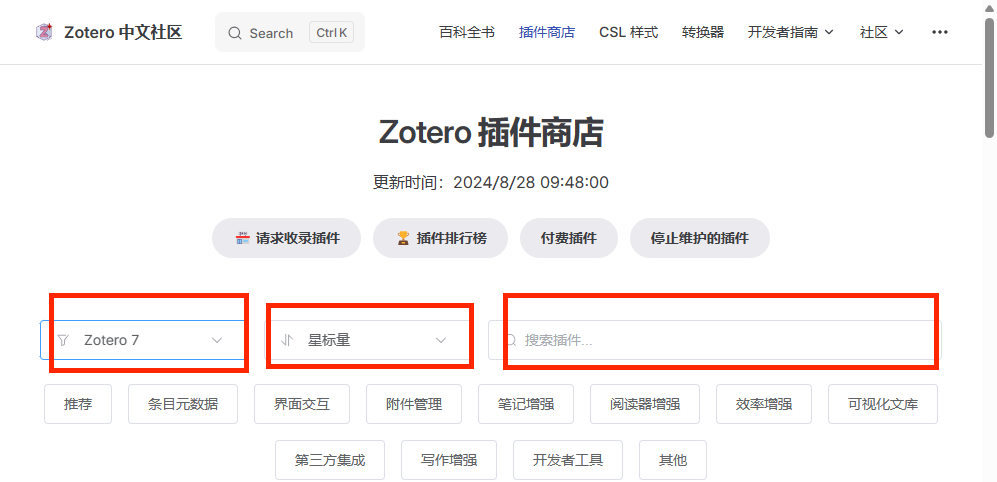 Zotero 中文社区 Search Ctrl K 百科全书 插件商店 CSL 样式 转换器 开发者指南 社区
Zotero 插件商店
更新时间：2024/8/28 09:48:00
请求收录插件 插件排行榜 付费插件 停止维护的插件
Zotero 7 星标量 搜索插件...
推荐 条目元数据 界面交互 附件管理 笔记增强 阅读器增强 效率增强 可视化文库
第三方集成 写作增强 开发者工具 其他